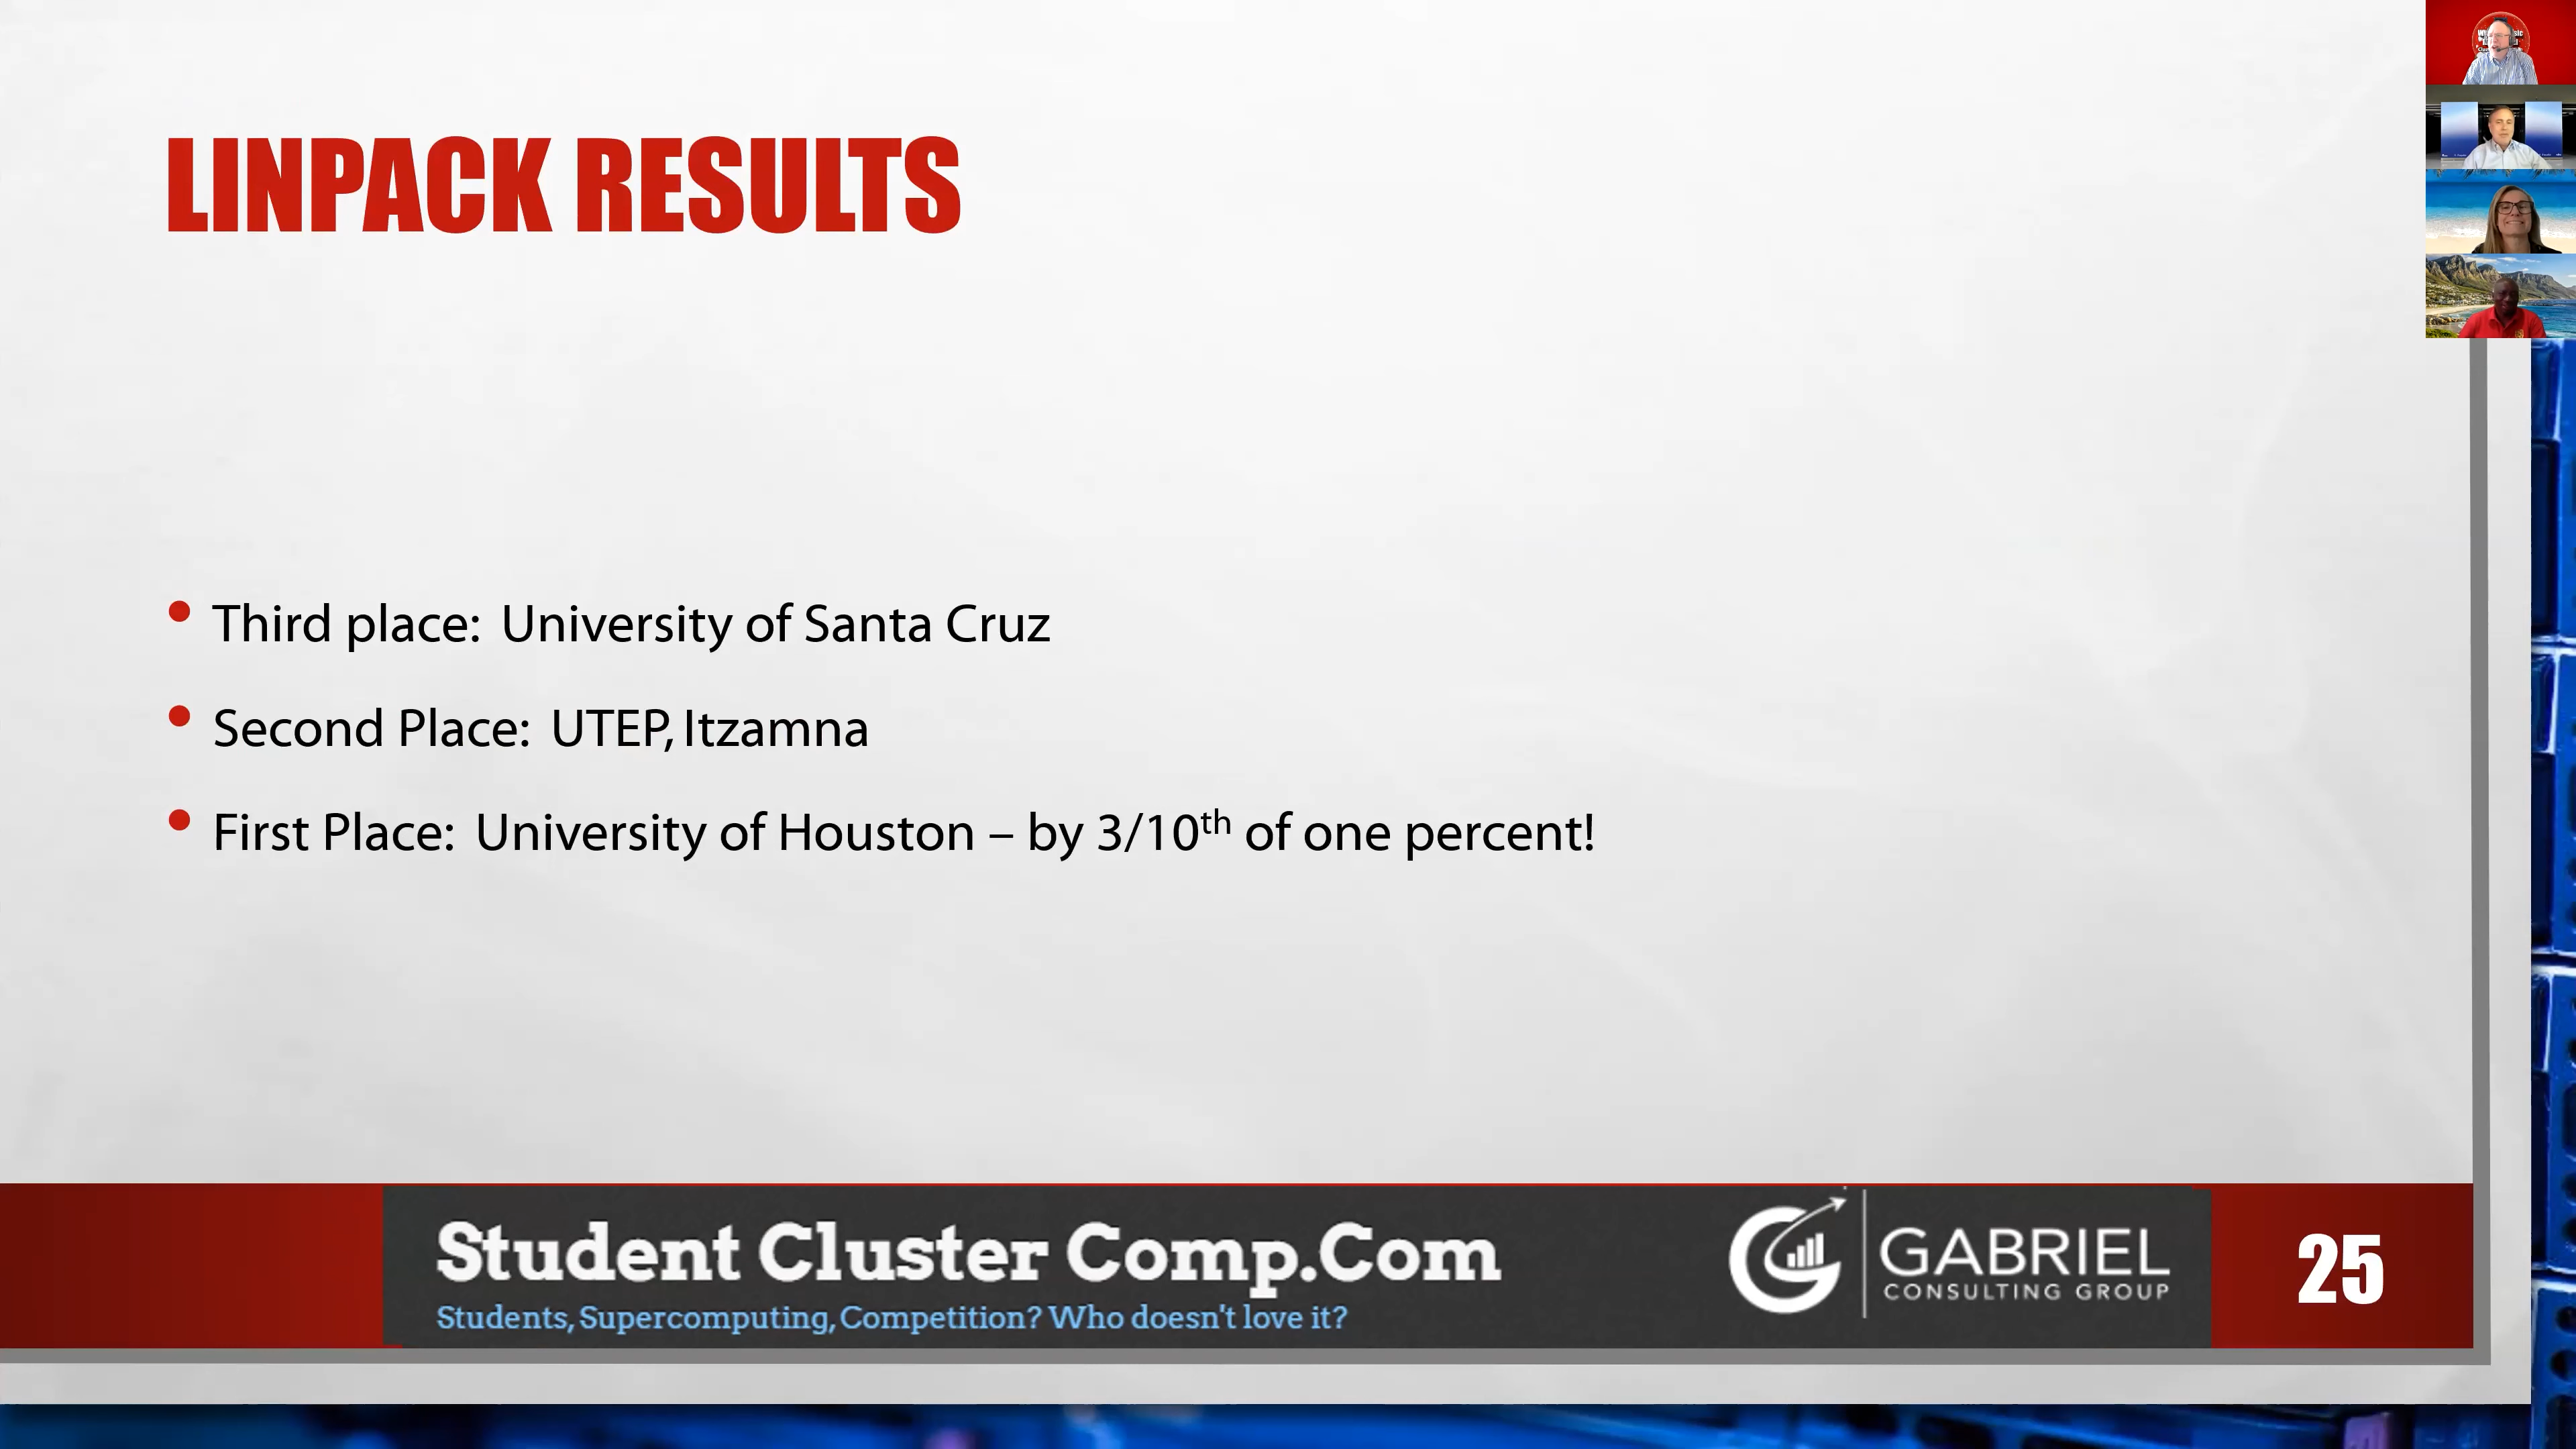 LINPACK RESULTS
• Third place: University of Santa Cruz
• Second Place: UTEP, Itzamna
• First Place: University of Houston – by 3/10th of one percent!
Student Cluster Comp.Com
Students, Supercomputing, Competition? Who doesn't love it?
GABRIEL
CONSULTING GROUP
25